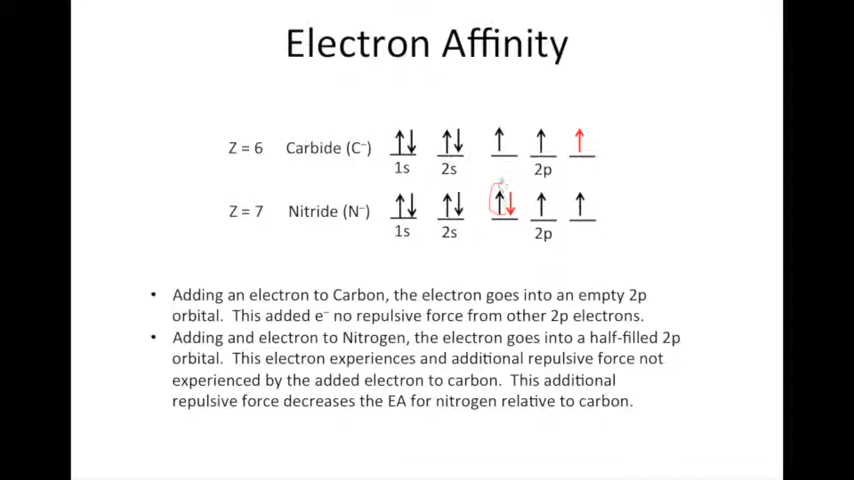 Electron Affinity
Z = 6 Carbide (C⁻)
1s 2s 2p
Z = 7 Nitride (N⁻)
1s 2s 2p
• Adding an electron to Carbon, the electron goes into an empty 2p
orbital. This added e⁻ no repulsive force from other 2p electrons.
• Adding and electron to Nitrogen, the electron goes into a half-filled 2p
orbital. This electron experiences and additional repulsive force not
experienced by the added electron to carbon. This additional
repulsive force decreases the EA for nitrogen relative to carbon.